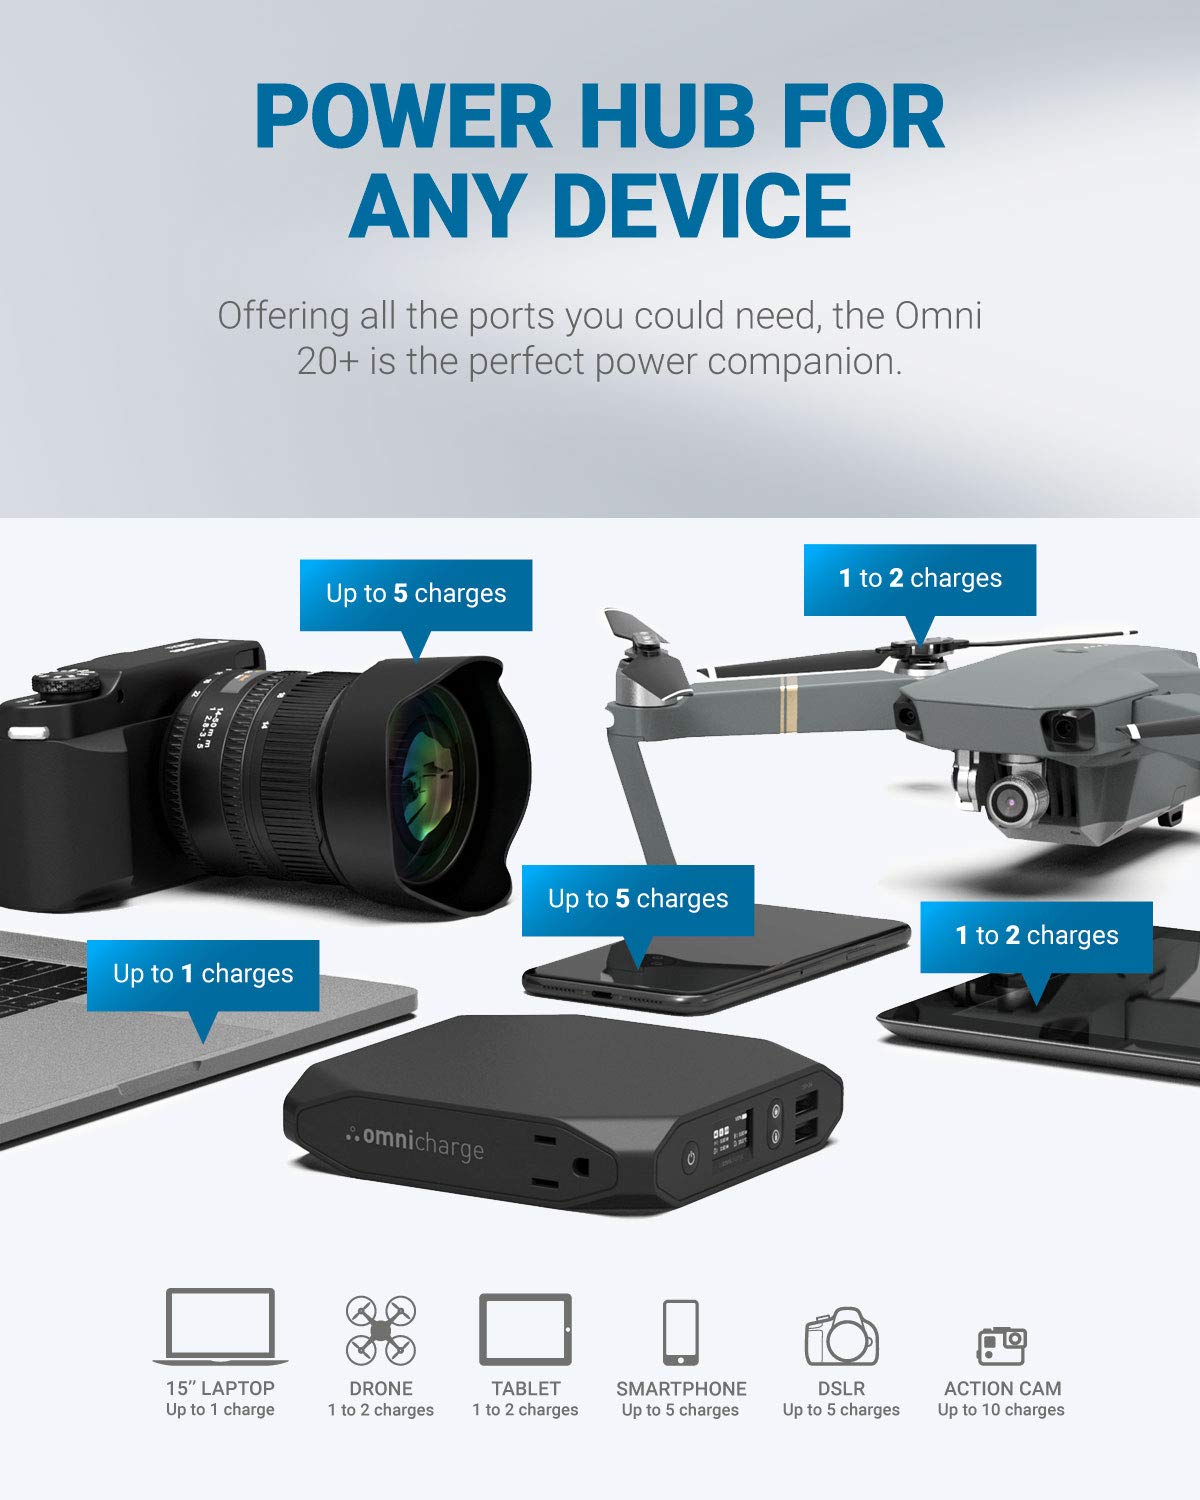 POWER HUB FOR
ANY DEVICE
Offering all the ports you could need, the Omni
20+ is the perfect power companion.
Up to 5 charges
1 to 2 charges
Up to 5 charges
1 to 2 charges
Up to 1 charges
omnicharge
15″ LAPTOP
Up to 1 charge
DRONE
1 to 2 charges
TABLET
1 to 2 charges
SMARTPHONE
Up to 5 charges
DSLR
Up to 5 charges
ACTION CAM
Up to 10 charges